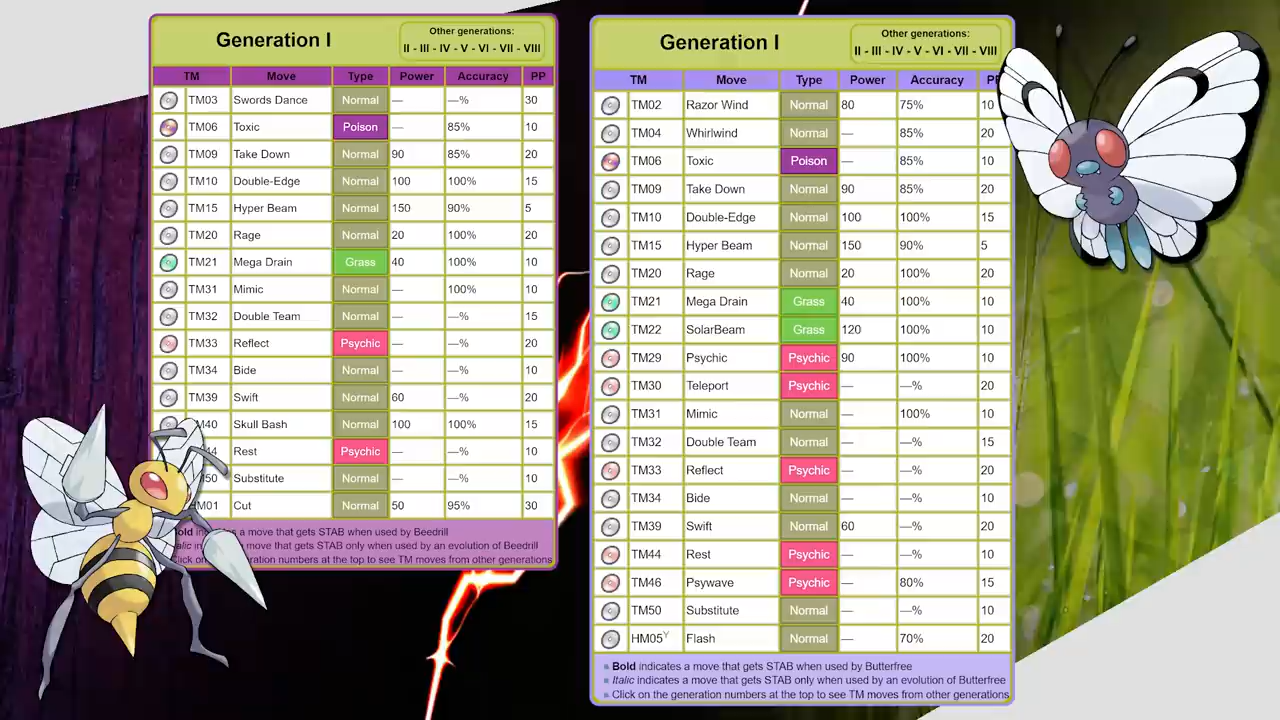 Generation I
Other generations:
II - III - IV - V - VI - VII - VIII
TM Move Type Power Accuracy PP
TM03 Swords Dance Normal — —% 30
TM06 Toxic Poison — 85% 10
TM09 Take Down Normal 90 85% 20
TM10 Double-Edge Normal 100 100% 15
TM15 Hyper Beam Normal 150 90% 5
TM20 Rage Normal 20 100% 20
TM21 Mega Drain Grass 40 100% 10
TM31 Mimic Normal — 100% 10
TM32 Double Team Normal — —% 15
TM33 Reflect Psychic — —% 20
TM34 Bide Normal — —% 10
TM39 Swift Normal 60 —% 20
M40 Skull Bash Normal 100 100% 15
Rest Psychic — —% 10
Substitute Normal — —% 10
M01 Cut Normal 50 95% 30
a move that gets STAB when used by Beedrill
move that gets STAB only when used by an evolution of Beedrill
numbers at the top to see TM moves from other generations
Generation I
Other generations:
II - III - IV - V - VI - VII - VIII
TM Move Type Power Accuracy
TM02 Razor Wind Normal 80 75% 10
TM04 Whirlwind Normal — 85% 20
TM06 Toxic Poison — 85% 10
TM09 Take Down Normal 90 85% 20
TM10 Double-Edge Normal 100 100% 15
TM15 Hyper Beam Normal 150 90% 5
TM20 Rage Normal 20 100% 20
TM21 Mega Drain Grass 40 100% 10
TM22 SolarBeam Grass 120 100% 10
TM29 Psychic Psychic 90 100% 10
TM30 Teleport Psychic — —% 20
TM31 Mimic Normal — 100% 10
TM32 Double Team Normal — —% 15
TM33 Reflect Psychic — —% 20
TM34 Bide Normal — —% 10
TM39 Swift Normal 60 —% 20
TM44 Rest Psychic — —% 10
TM46 Psywave Psychic — 80% 15
TM50 Substitute Normal — —% 10
HM05Y Flash Normal — 70% 20
Bold indicates a move that gets STAB when used by Butterfree
Italic indicates a move that gets STAB only when used by an evolution of Butterfree
Click on the generation numbers at the top to see TM moves from other generations